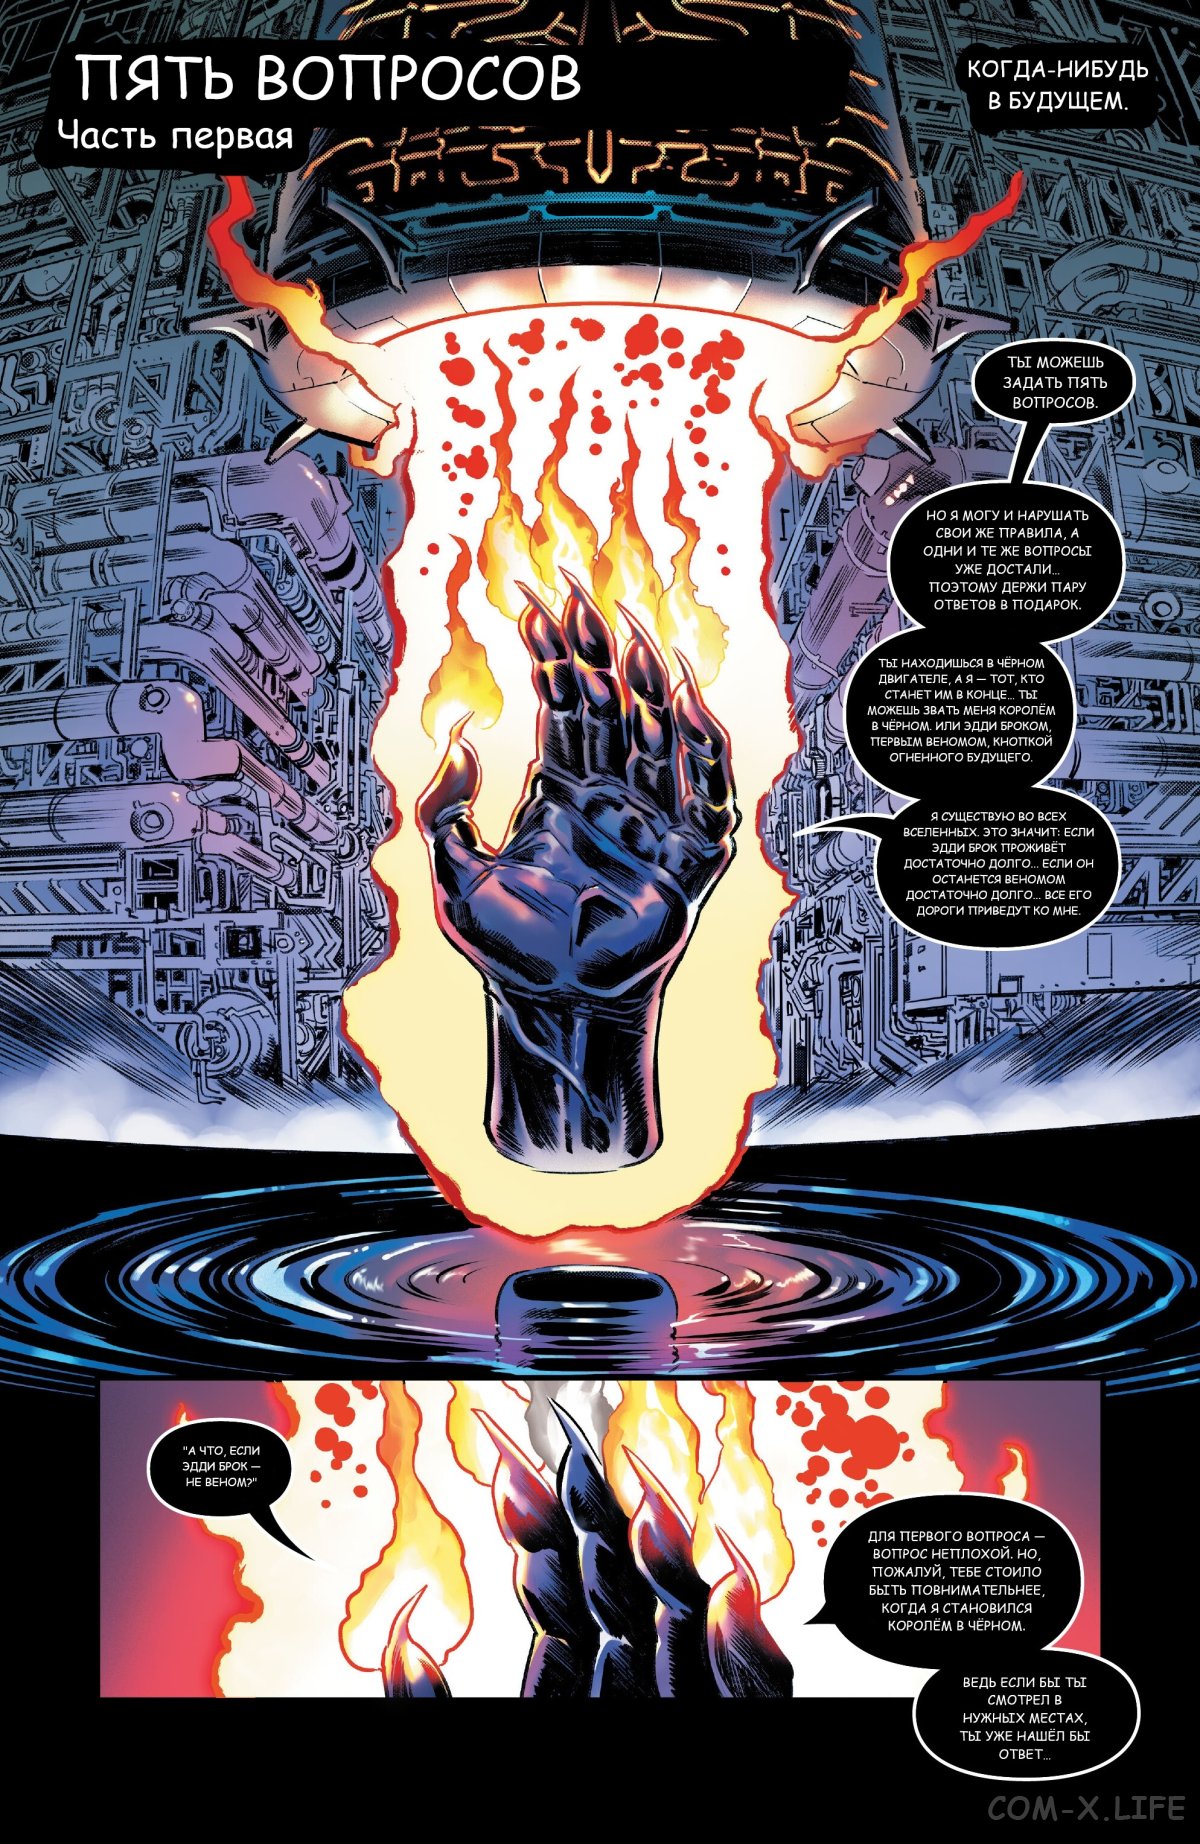 ПЯТЬ ВОПРОСОВ
Часть первая
КОГДА-НИБУДЬ
В БУДУЩЕМ.
ТЫ МОЖЕШЬ
ЗАДАТЬ ПЯТЬ
ВОПРОСОВ.
НО Я МОГУ И НАРУШАТЬ
СВОИ ЖЕ ПРАВИЛА, А
ОДНИ И ТЕ ЖЕ ВОПРОСЫ
УЖЕ ДОСТАЛИ...
ПОЭТОМУ ДЕРЖИ ПАРУ
ОТВЕТОВ В ПОДАРОК.
ТЫ НАХОДИШЬСЯ В ЧЁРНОМ
ДВИГАТЕЛЕ, А Я — ТОТ, КТО
СТАНЕТ ИМ В КОНЦЕ... ТЫ
МОЖЕШЬ ЗВАТЬ МЕНЯ КОРОЛЁМ
В ЧЁРНОМ. ИЛИ ЭДДИ БРОКОМ,
ПЕРВЫМ ВЕНОМОМ, КНОПКОЙ
ОГНЕННОГО БУДУЩЕГО.
Я СУЩЕСТВУЮ ВО ВСЕХ
ВСЕЛЕННЫХ. ЭТО ЗНАЧИТ: ЕСЛИ
ЭДДИ БРОК ПРОЖИВЁТ
ДОСТАТОЧНО ДОЛГО... ЕСЛИ ОН
ОСТАНЕТСЯ ВЕНОМОМ
ДОСТАТОЧНО ДОЛГО... ВСЕ ЕГО
ДОРОГИ ПРИВЕДУТ КО МНЕ.
"А ЧТО, ЕСЛИ
ЭДДИ БРОК —
НЕ ВЕНОМ?"
ДЛЯ ПЕРВОГО ВОПРОСА —
ВОПРОС НЕПЛОХОЙ. НО,
ПОЖАЛУЙ, ТЕБЕ СТОИЛО
БЫТЬ ПОВНИМАТЕЛЬНЕЕ,
КОГДА Я СТАНОВИЛСЯ
КОРОЛЁМ В ЧЁРНОМ.
ВЕДЬ ЕСЛИ БЫ ТЫ
СМОТРЕЛ В
НУЖНЫХ МЕСТАХ,
ТЫ УЖЕ НАШЁЛ БЫ
ОТВЕТ...
COM-X.LIFE